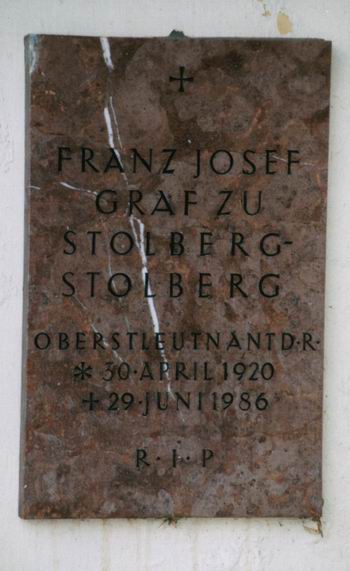 FRANZ JOSEF
GRAF ZU
STOLBERG-
STOLBERG
OBERSTLEUTNANT D·R·
* 30·APRIL 1920
+ 29·JUNI 1986
R·I·P